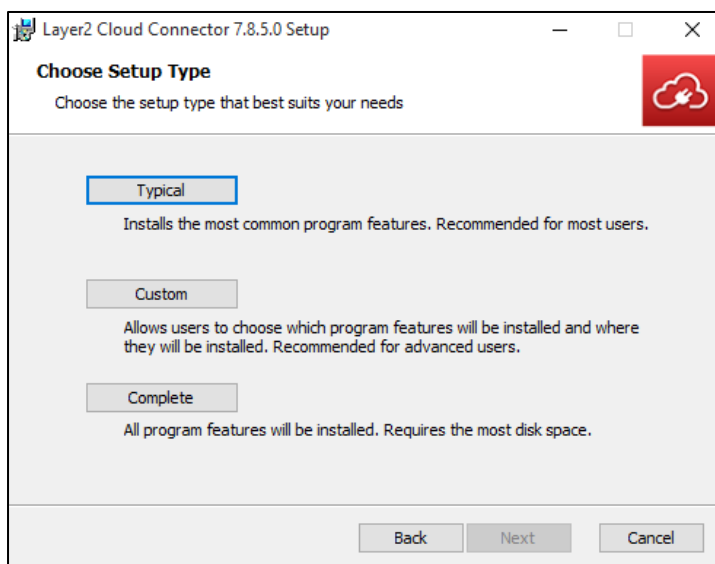 Layer2 Cloud Connector 7.8.5.0 Setup
Choose Setup Type
Choose the setup type that best suits your needs
Typical
Installs the most common program features. Recommended for most users.
Custom
Allows users to choose which program features will be installed and where
they will be installed. Recommended for advanced users.
Complete
All program features will be installed. Requires the most disk space.
Back Next Cancel